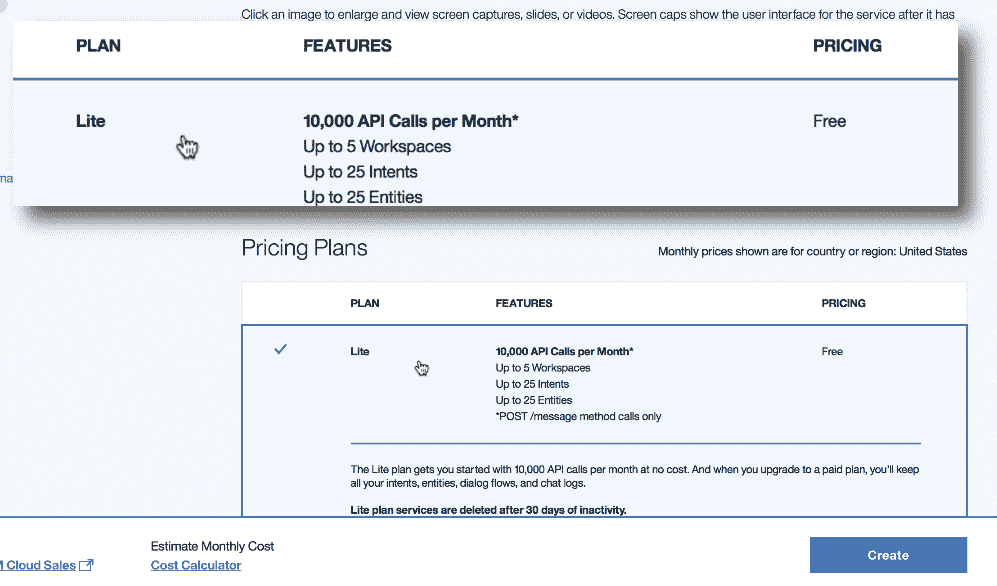 Click an image to enlarge and view screen captures, slides, or videos. Screen caps show the user interface for the service after it has
PLAN FEATURES PRICING
Lite 10,000 API Calls per Month* Free
Up to 5 Workspaces
Up to 25 Intents
Up to 25 Entities
Pricing Plans Monthly prices shown are for country or region: United States
PLAN FEATURES PRICING
Lite 10,000 API Calls per Month* Free
Up to 5 Workspaces
Up to 25 Intents
Up to 25 Entities
*POST /message method calls only
The Lite plan gets you started with 10,000 API calls per month at no cost. And when you upgrade to a paid plan, you'll keep
all your intents, entities, dialog flows, and chat logs.
Lite plan services are deleted after 30 days of inactivity.
Estimate Monthly Cost
Cloud Sales Cost Calculator
Create